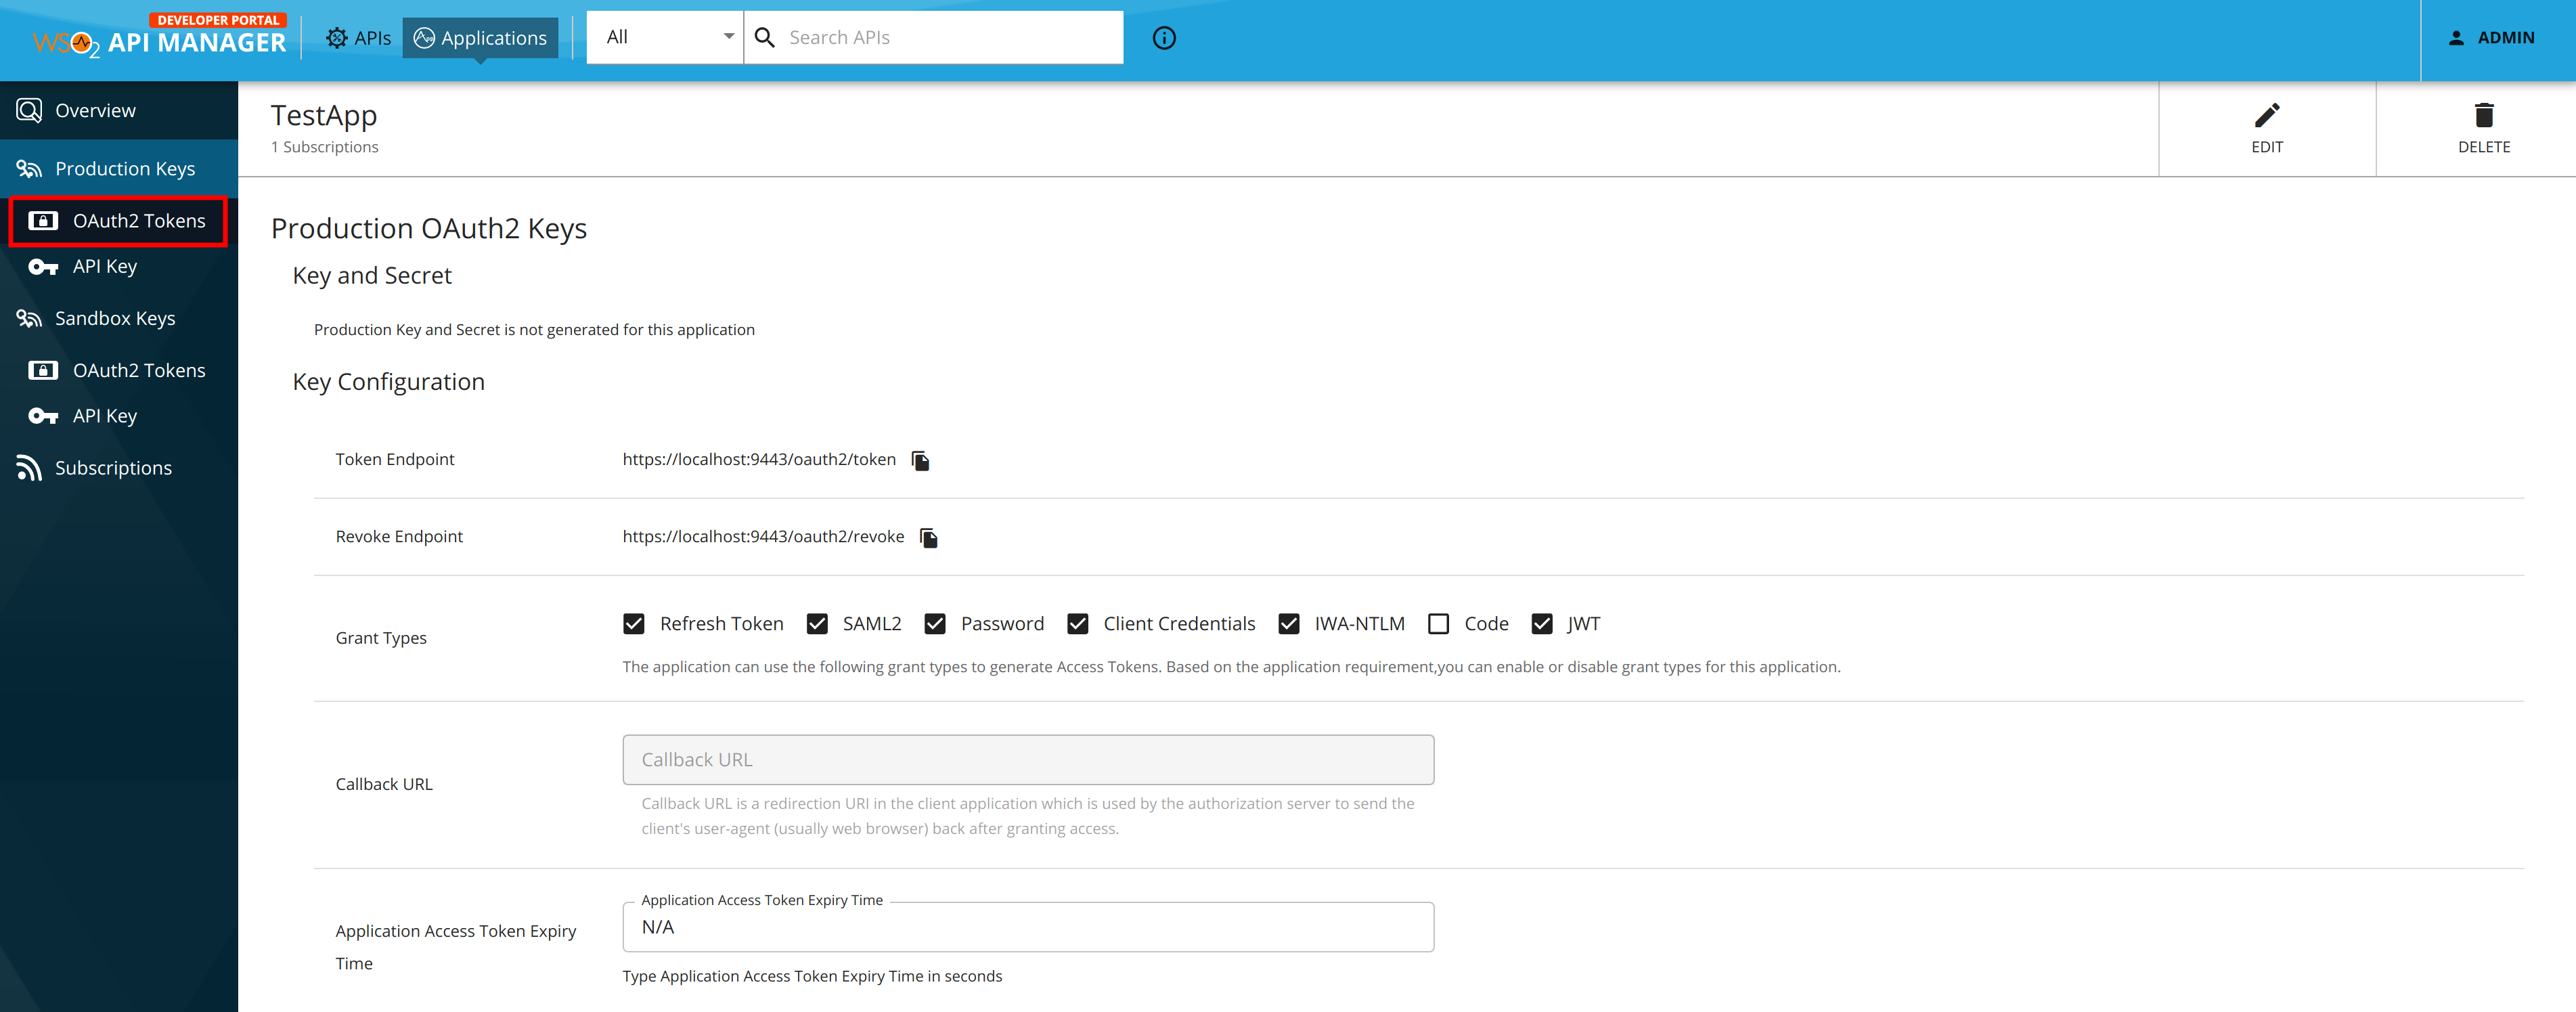 DEVELOPER PORTAL
WSO2 API MANAGER
APIs
Applications
All
Search APIs
ADMIN
Overview
Production Keys
OAuth2 Tokens
API Key
Sandbox Keys
OAuth2 Tokens
API Key
Subscriptions
TestApp
1 Subscriptions
EDIT
DELETE
Production OAuth2 Keys
Key and Secret
Production Key and Secret is not generated for this application
Key Configuration
Token Endpoint
https://localhost:9443/oauth2/token
Revoke Endpoint
https://localhost:9443/oauth2/revoke
Grant Types
Refresh Token SAML2 Password Client Credentials IWA-NTLM Code JWT
The application can use the following grant types to generate Access Tokens. Based on the application requirement,you can enable or disable grant types for this application.
Callback URL
Callback URL
Callback URL is a redirection URI in the client application which is used by the authorization server to send the
client's user-agent (usually web browser) back after granting access.
Application Access Token Expiry
Time
Application Access Token Expiry Time
N/A
Type Application Access Token Expiry Time in seconds